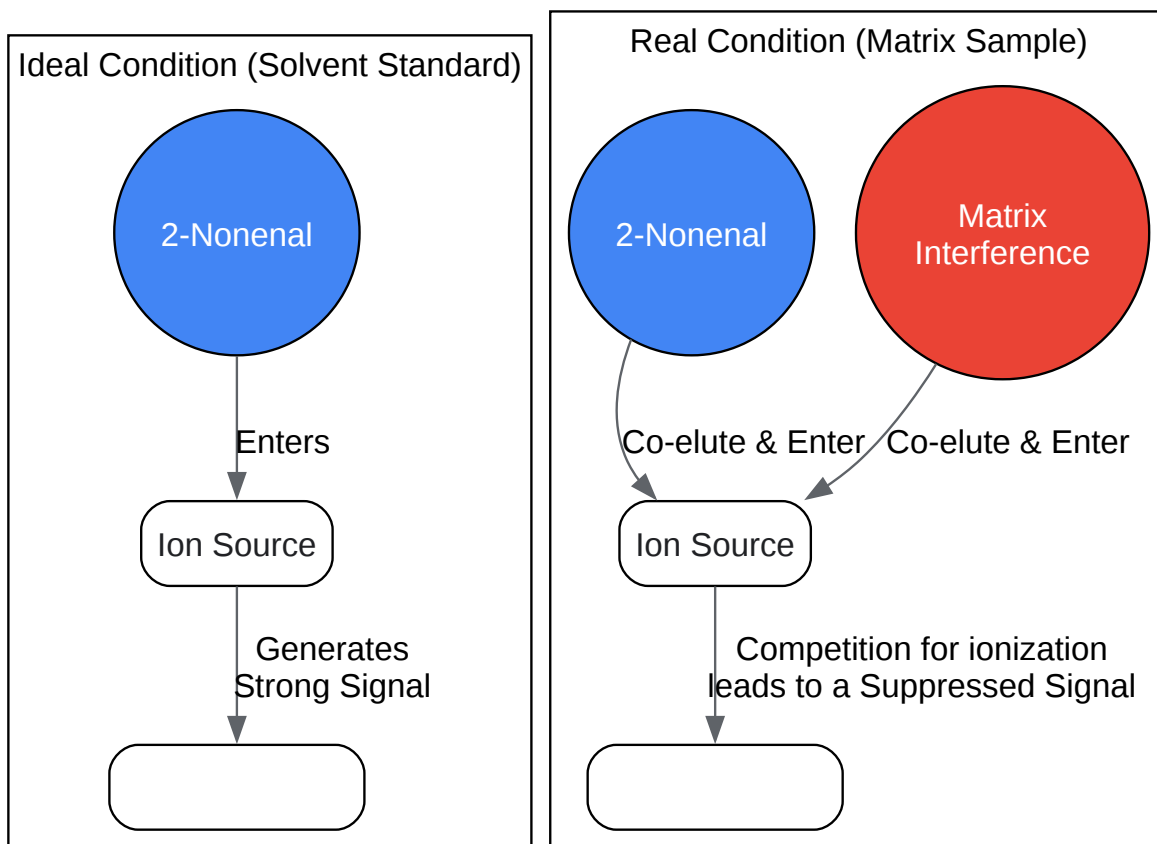 Ideal Condition (Solvent Standard)
2-Nonenal
Enters
Ion Source
Generates
Strong Signal
Real Condition (Matrix Sample)
2-Nonenal
Matrix
Interference
Co-elute & Enter
Co-elute & Enter
Ion Source
Competition for ionization
leads to a Suppressed Signal